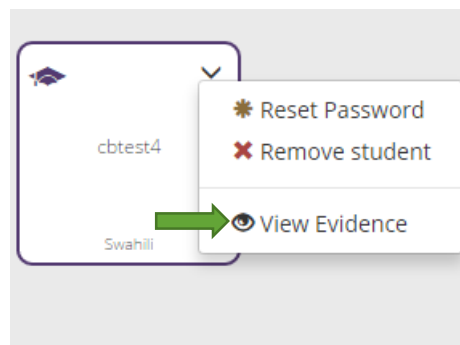 Reset Password
cbtest4
Remove student
View Evidence
Swahili